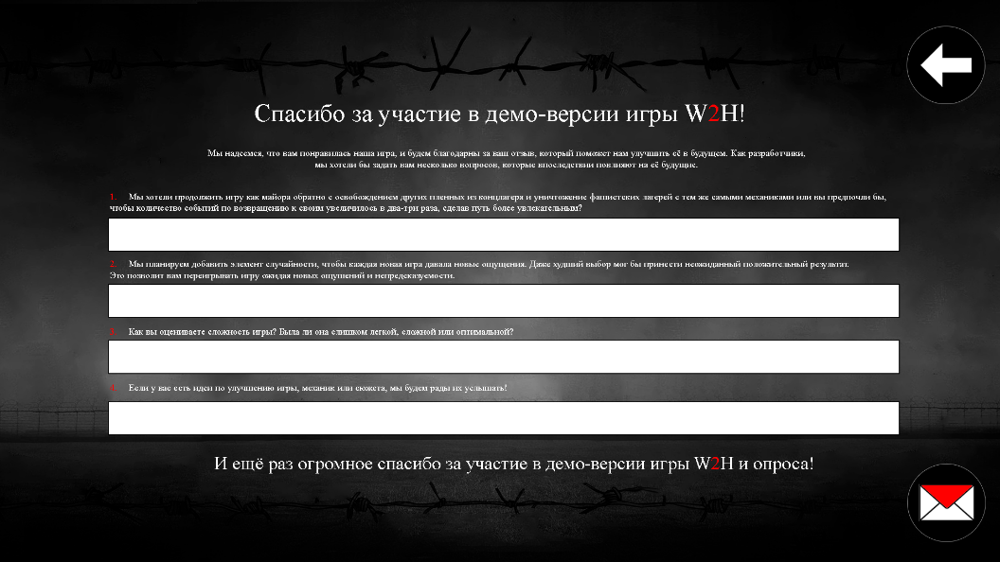 Спасибо за участие в демо-версии игры W2H!
Мы надеемся, что вам понравилась наша игра, и будем благодарны за ваш отзыв, который поможет нам улучшить её в будущем. Как разработчики,
мы хотели бы задать вам несколько вопросов, которые впоследствии повлияют на её будущие.
1. Мы хотели продолжить игру как майора обратно с освобождением других пленных из концлагеря и уничтожение фашистских лагерей с тем же самыми механиками или вы предпочли бы,
чтобы количество событий по возвращению к своим увеличилось в два-три раза, сделав путь более увлекательным?
2. Мы планируем добавить элемент случайности, чтобы каждая новая игра давала новые ощущения. Даже худший выбор мог бы принести неожиданный положительный результат.
Это позволит вам переигрывать игру ожидая новых ощущений и непредсказуемости.
3. Как вы оцениваете сложность игры? Была ли она слишком легкой, сложной или оптимальной?
4. Если у вас есть идеи по улучшению игры, механик или сюжета, мы будем рады их услышать!
И ещё раз огромное спасибо за участие в демо-версии игры W2H и опроса!